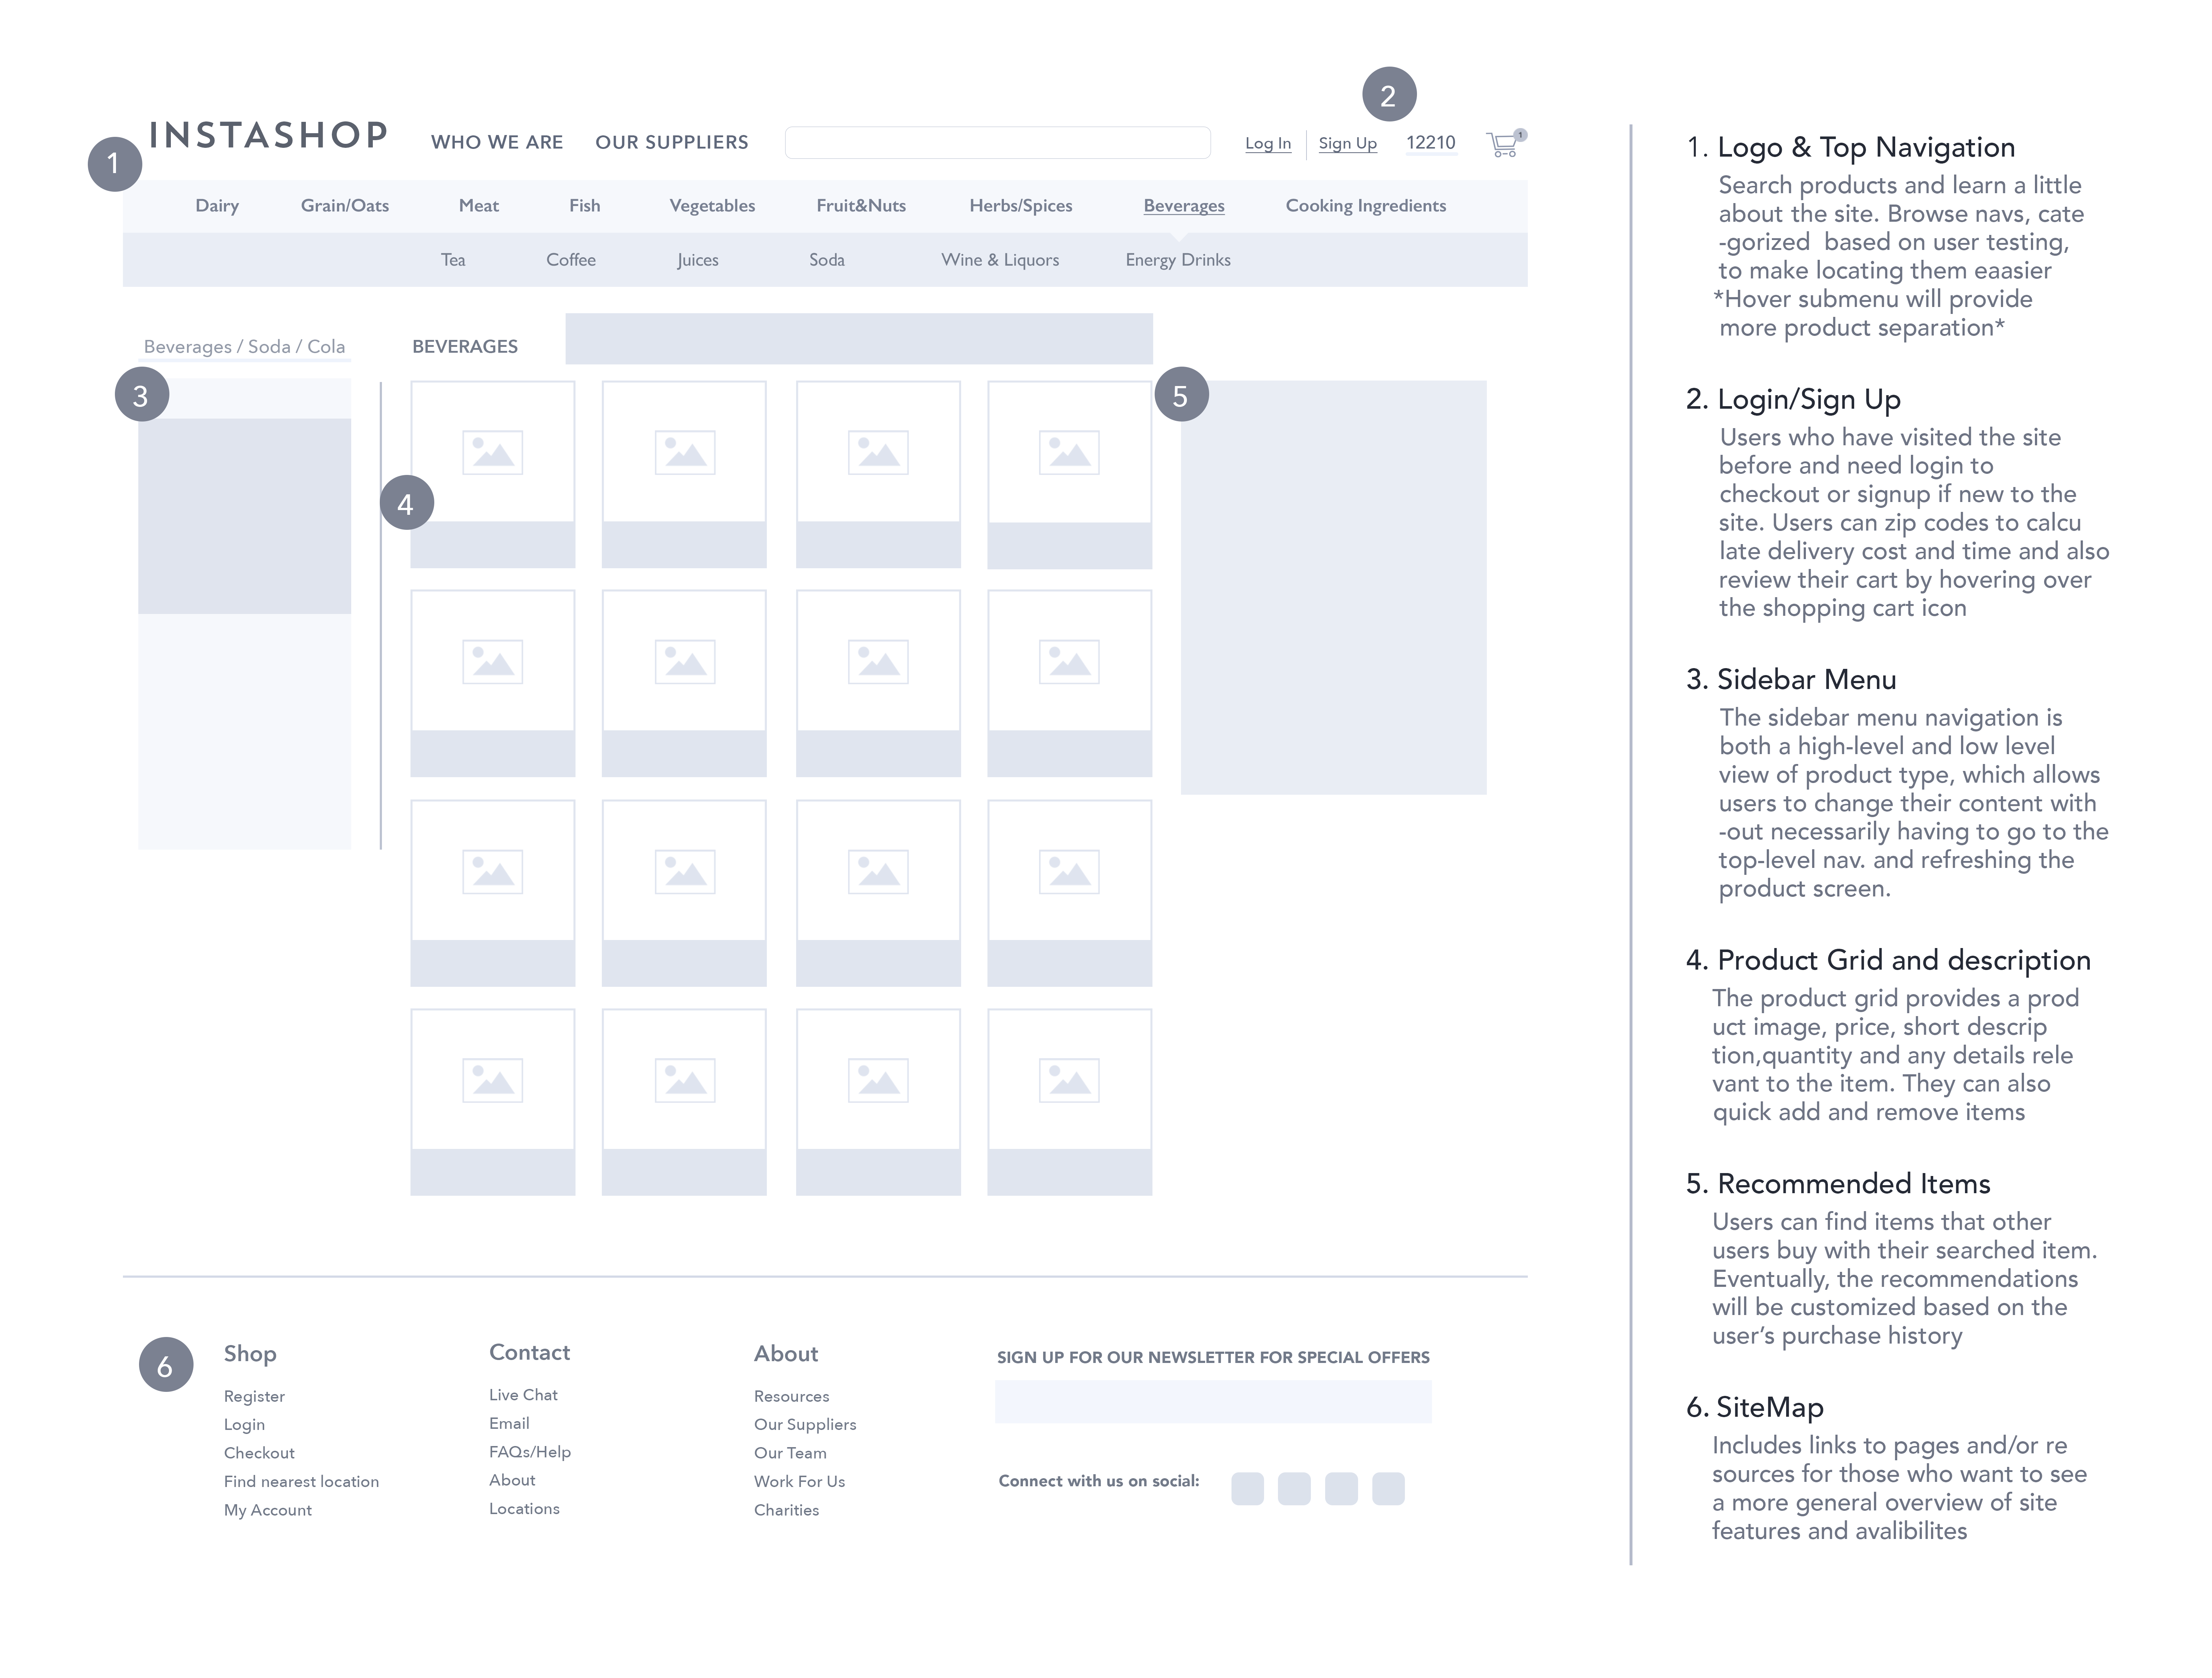 2
1
INSTASHOP
WHO WE ARE
OUR SUPPLIERS
Log In
Sign Up
12210
1
Dairy
Grain/Oats
Meat
Fish
Vegetables
Fruit&Nuts
Herbs/Spices
Beverages
Cooking Ingredients
Tea
Coffee
Juices
Soda
Wine & Liquors
Energy Drinks
Beverages / Soda / Cola
BEVERAGES
3
4
5
6
Shop
Register
Login
Checkout
Find nearest location
My Account
Contact
Live Chat
Email
FAQs/Help
About
Locations
About
Resources
Our Suppliers
Our Team
Work For Us
Charities
SIGN UP FOR OUR NEWSLETTER FOR SPECIAL OFFERS
Connect with us on social:
1. Logo & Top Navigation
Search products and learn a little
about the site. Browse navs, cate
-gorized  based on user testing,
to make locating them eaasier
*Hover submenu will provide
more product separation*
2. Login/Sign Up
Users who have visited the site
before and need login to
checkout or signup if new to the
site. Users can zip codes to calcu
late delivery cost and time and also
review their cart by hovering over
the shopping cart icon
3. Sidebar Menu
The sidebar menu navigation is
both a high-level and low level
view of product type, which allows
users to change their content with
-out necessarily having to go to the
top-level nav. and refreshing the
product screen.
4. Product Grid and description
The product grid provides a prod
uct image, price, short descrip
tion,quantity and any details rele
vant to the item. They can also
quick add and remove items
5. Recommended Items
Users can find items that other
users buy with their searched item.
Eventually, the recommendations
will be customized based on the
user’s purchase history
6. SiteMap
Includes links to pages and/or re
sources for those who want to see
a more general overview of site
features and avalibilites